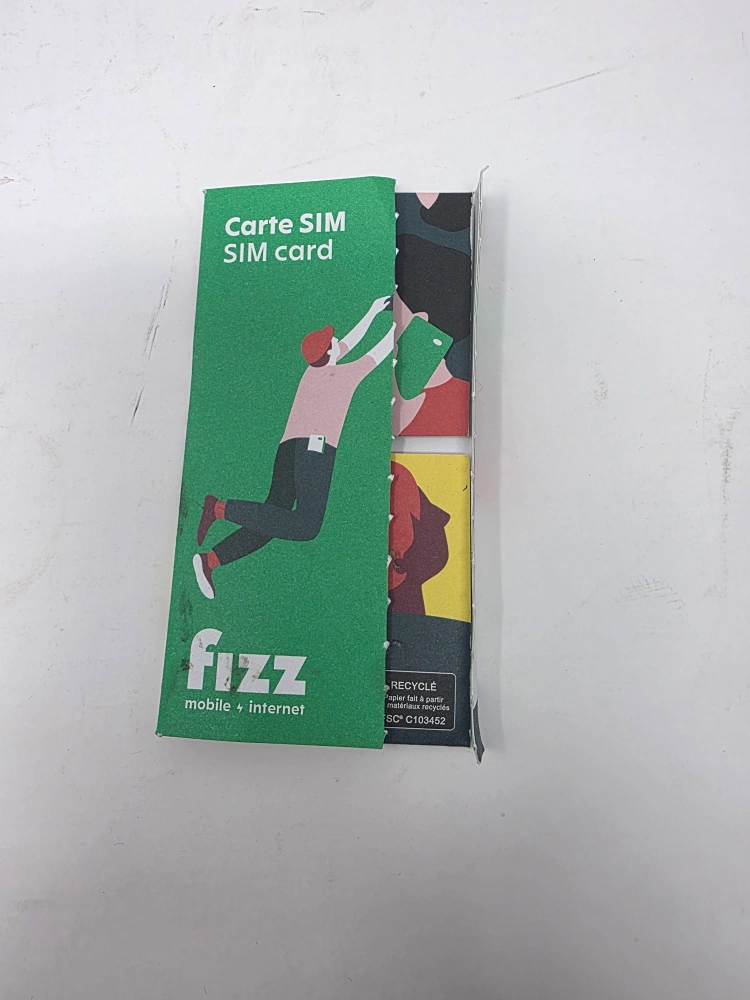 Carte SIM
SIM card
fizz
mobile internet
RECYCLÉ
Papier fait à partir
matériaux recyclés
FSC® C103452